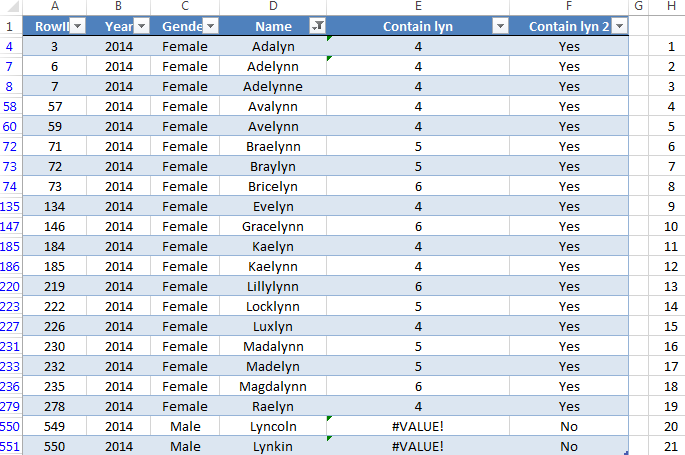 A B C D E F G H
1 RowI Year Gende Name Contain lyn Contain lyn 2
4 3 2014 Female Adalyn 4 Yes 1
7 6 2014 Female Adelynn 4 Yes 2
8 7 2014 Female Adelynne 4 Yes 3
58 57 2014 Female Avalynn 4 Yes 4
60 59 2014 Female Avelynn 4 Yes 5
72 71 2014 Female Braelynn 5 Yes 6
73 72 2014 Female Braylyn 5 Yes 7
74 73 2014 Female Bricelyn 6 Yes 8
135 134 2014 Female Evelyn 4 Yes 9
147 146 2014 Female Gracelynn 6 Yes 10
185 184 2014 Female Kaelyn 4 Yes 11
186 185 2014 Female Kaelynn 4 Yes 12
220 219 2014 Female Lillylynn 6 Yes 13
223 222 2014 Female Locklynn 5 Yes 14
227 226 2014 Female Luxlyn 4 Yes 15
231 230 2014 Female Madalynn 5 Yes 16
233 232 2014 Female Madelyn 5 Yes 17
236 235 2014 Female Magdalynn 6 Yes 18
279 278 2014 Female Raelyn 4 Yes 19
550 549 2014 Male Lyncoln #VALUE! No 20
551 550 2014 Male Lynkin #VALUE! No 21